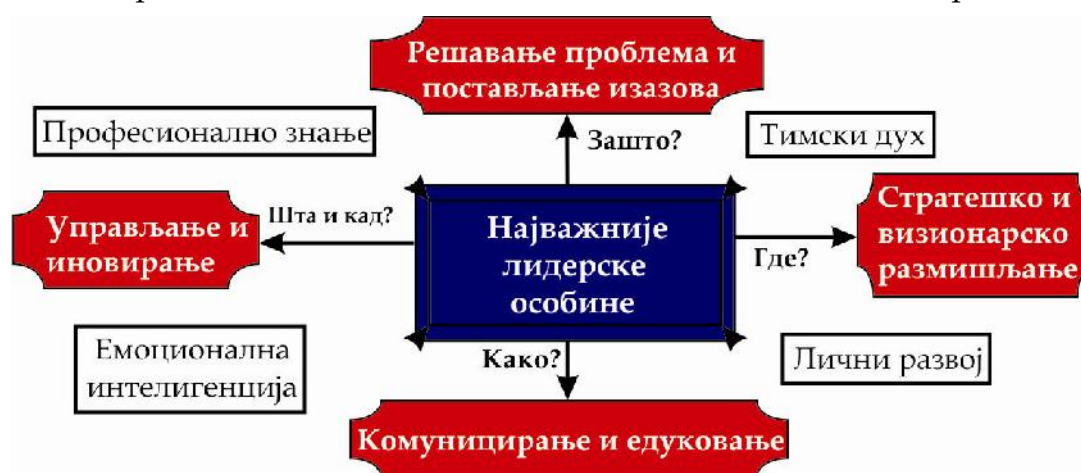 Решавање проблема и
постављање изазова
Професионално знање
Зашто?
Тимски дух
Управљање и
иновирање
Шта и кад?
Најважније
лидерске
особине
Где?
Стратешко и
визионарско
размишљање
Емоционална
интелигенција
Како?
Лични развој
Комуницирање и едуковање